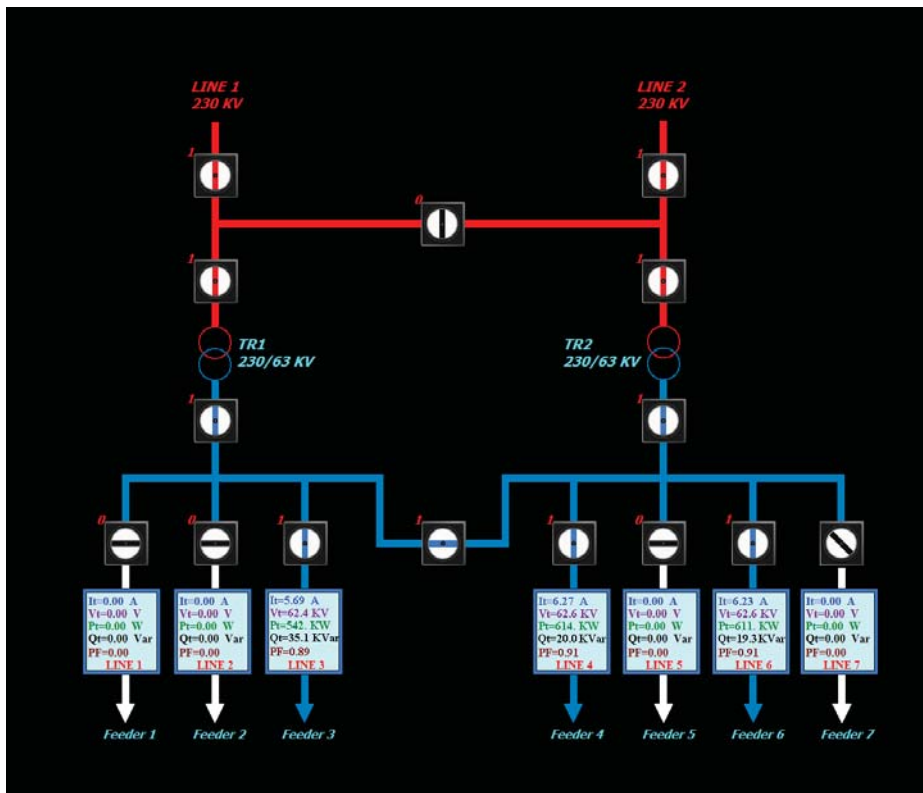 LINE 1
230 KV
LINE 2
230 KV
1
1
0
1
1
TR1
230/63 KV
TR2
230/63 KV
1
1
0
0
1
1
1
0
1
It=0.00 A
Vt=0.00 V
Pt=0.00 W
Qt=0.00 Var
PF=0.00
LINE 1
It=0.00 A
Vt=0.00 V
Pt=0.00 W
Qt=0.00 Var
PF=0.00
LINE 2
It=5.69 A
Vt=62.4 KV
Pt=542. KW
Qt=35.1 KVar
PF=0.89
LINE 3
It=6.27 A
Vt=62.6 KV
Pt=614. KW
Qt=20.0 KVar
PF=0.91
LINE 4
It=0.00 A
Vt=0.00 V
Pt=0.00 W
Qt=0.00 Var
PF=0.00
LINE 5
It=6.23 A
Vt=62.6 KV
Pt=611. KW
Qt=19.3KVar
PF=0.91
LINE 6
It=0.00 A
Vt=0.00 V
Pt=0.00 W
Qt=0.00 Var
PF=0.00
LINE 7
Feeder 1
Feeder 2
Feeder 3
Feeder 4
Feeder 5
Feeder 6
Feeder 7